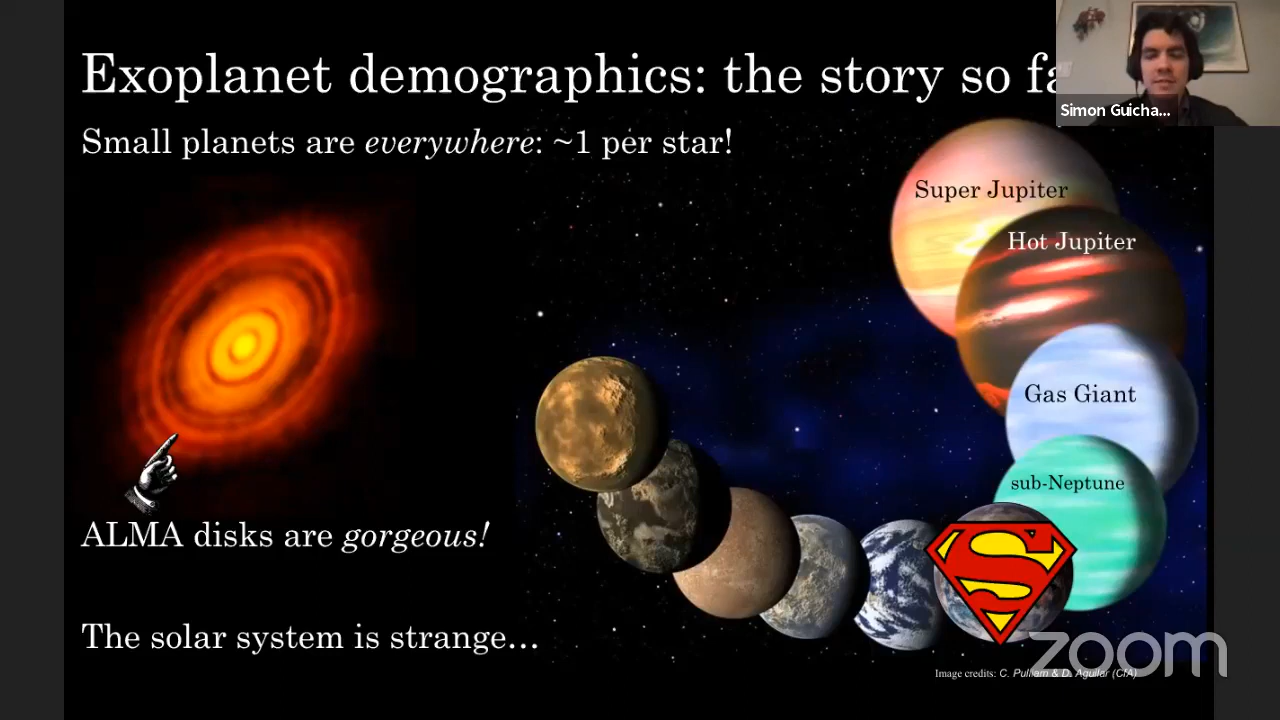 Exoplanet demographics: the story so fa
Simon Guicha...
Small planets are everywhere: ~1 per star!
Super Jupiter
Hot Jupiter
Gas Giant
sub-Neptune
ALMA disks are gorgeous!
S
The solar system is strange…
zoom
Image credits: C. Pulliam & D. Aguilar (CfA)